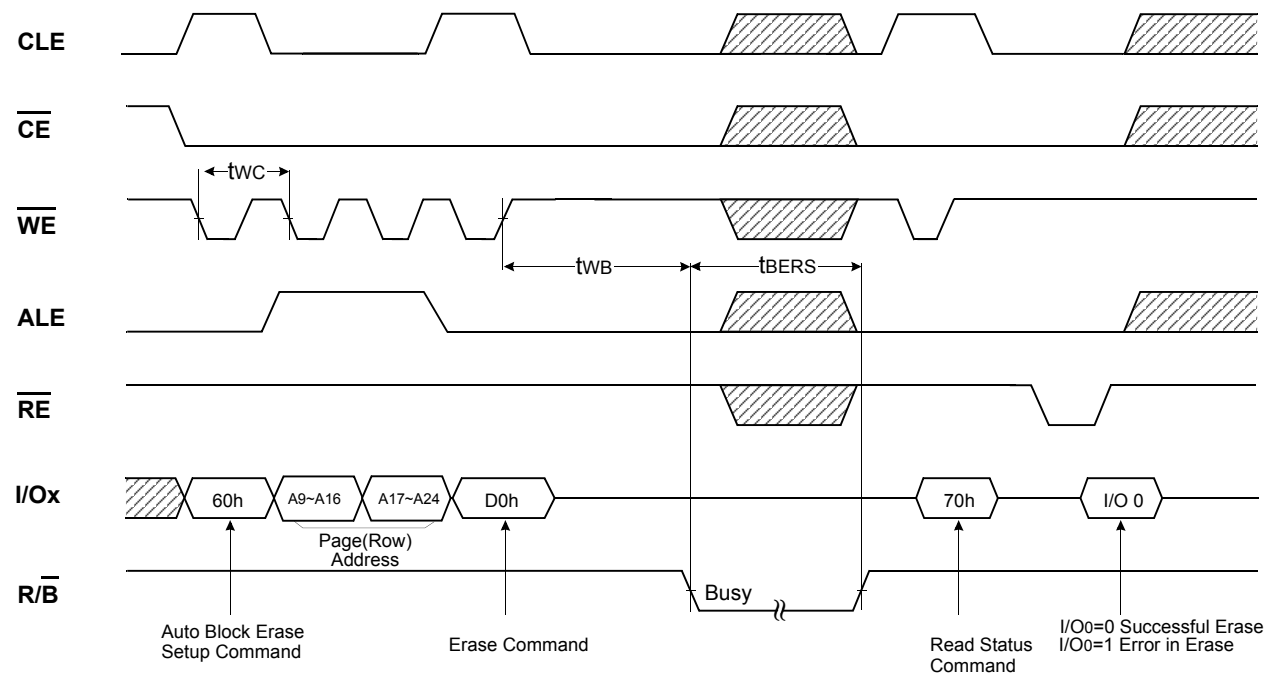 CLE
CE
tWC
WE
tWB
tBERS
ALE
RE
I/Ox
60h
A9~A16
A17~A24
D0h
70h
I/O 0
Page(Row)
Address
R/B
Busy
Auto Block Erase
Setup Command
Erase Command
Read Status
Command
I/O0=0 Successful Erase
I/O0=1 Error in Erase